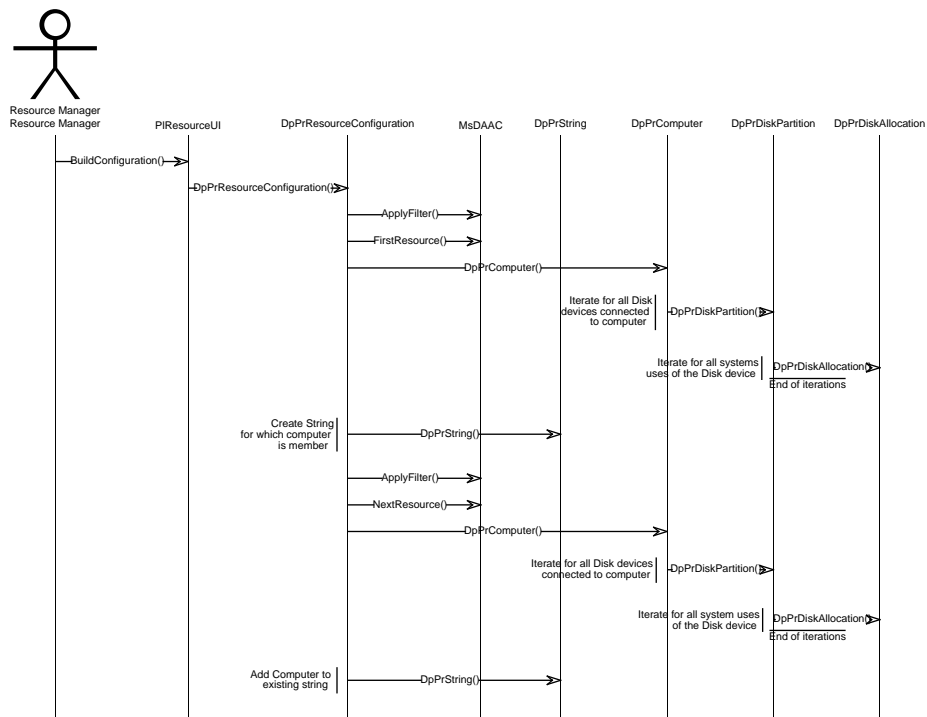 Resource Manager
Resource Manager
PlResourceUI
DpPrResourceConfiguration
MsDAAC
DpPrString
DpPrComputer
DpPrDiskPartition
DpPrDiskAllocation
BuildConfiguration()
DpPrResourceConfiguration()
ApplyFilter()
FirstResource()
DpPrComputer()
Iterate for all Disk
devices connected
to computer
DpPrDiskPartition()
Iterate for all systems
uses of the Disk device
DpPrDiskAllocation()
End of iterations
Create String
for which computer
is member
DpPrString()
ApplyFilter()
NextResource()
DpPrComputer()
Iterate for all Disk devices
connected to computer
DpPrDiskPartition()
Iterate for all system uses
of the Disk device
DpPrDiskAllocation()
End of iterations
Add Computer to
existing string
DpPrString()